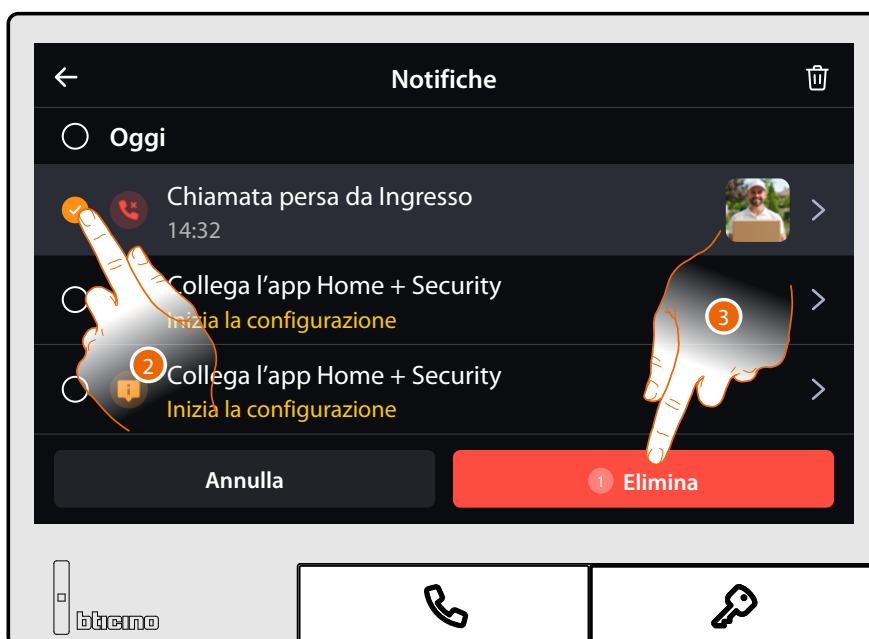 Notifiche
Oggi
Chiamata persa da Ingresso
14:32
Collega l’app Home + Security
Inizia la configurazione
3
2
Collega l’app Home + Security
Inizia la configurazione
Annulla
1 Elimina
bticino